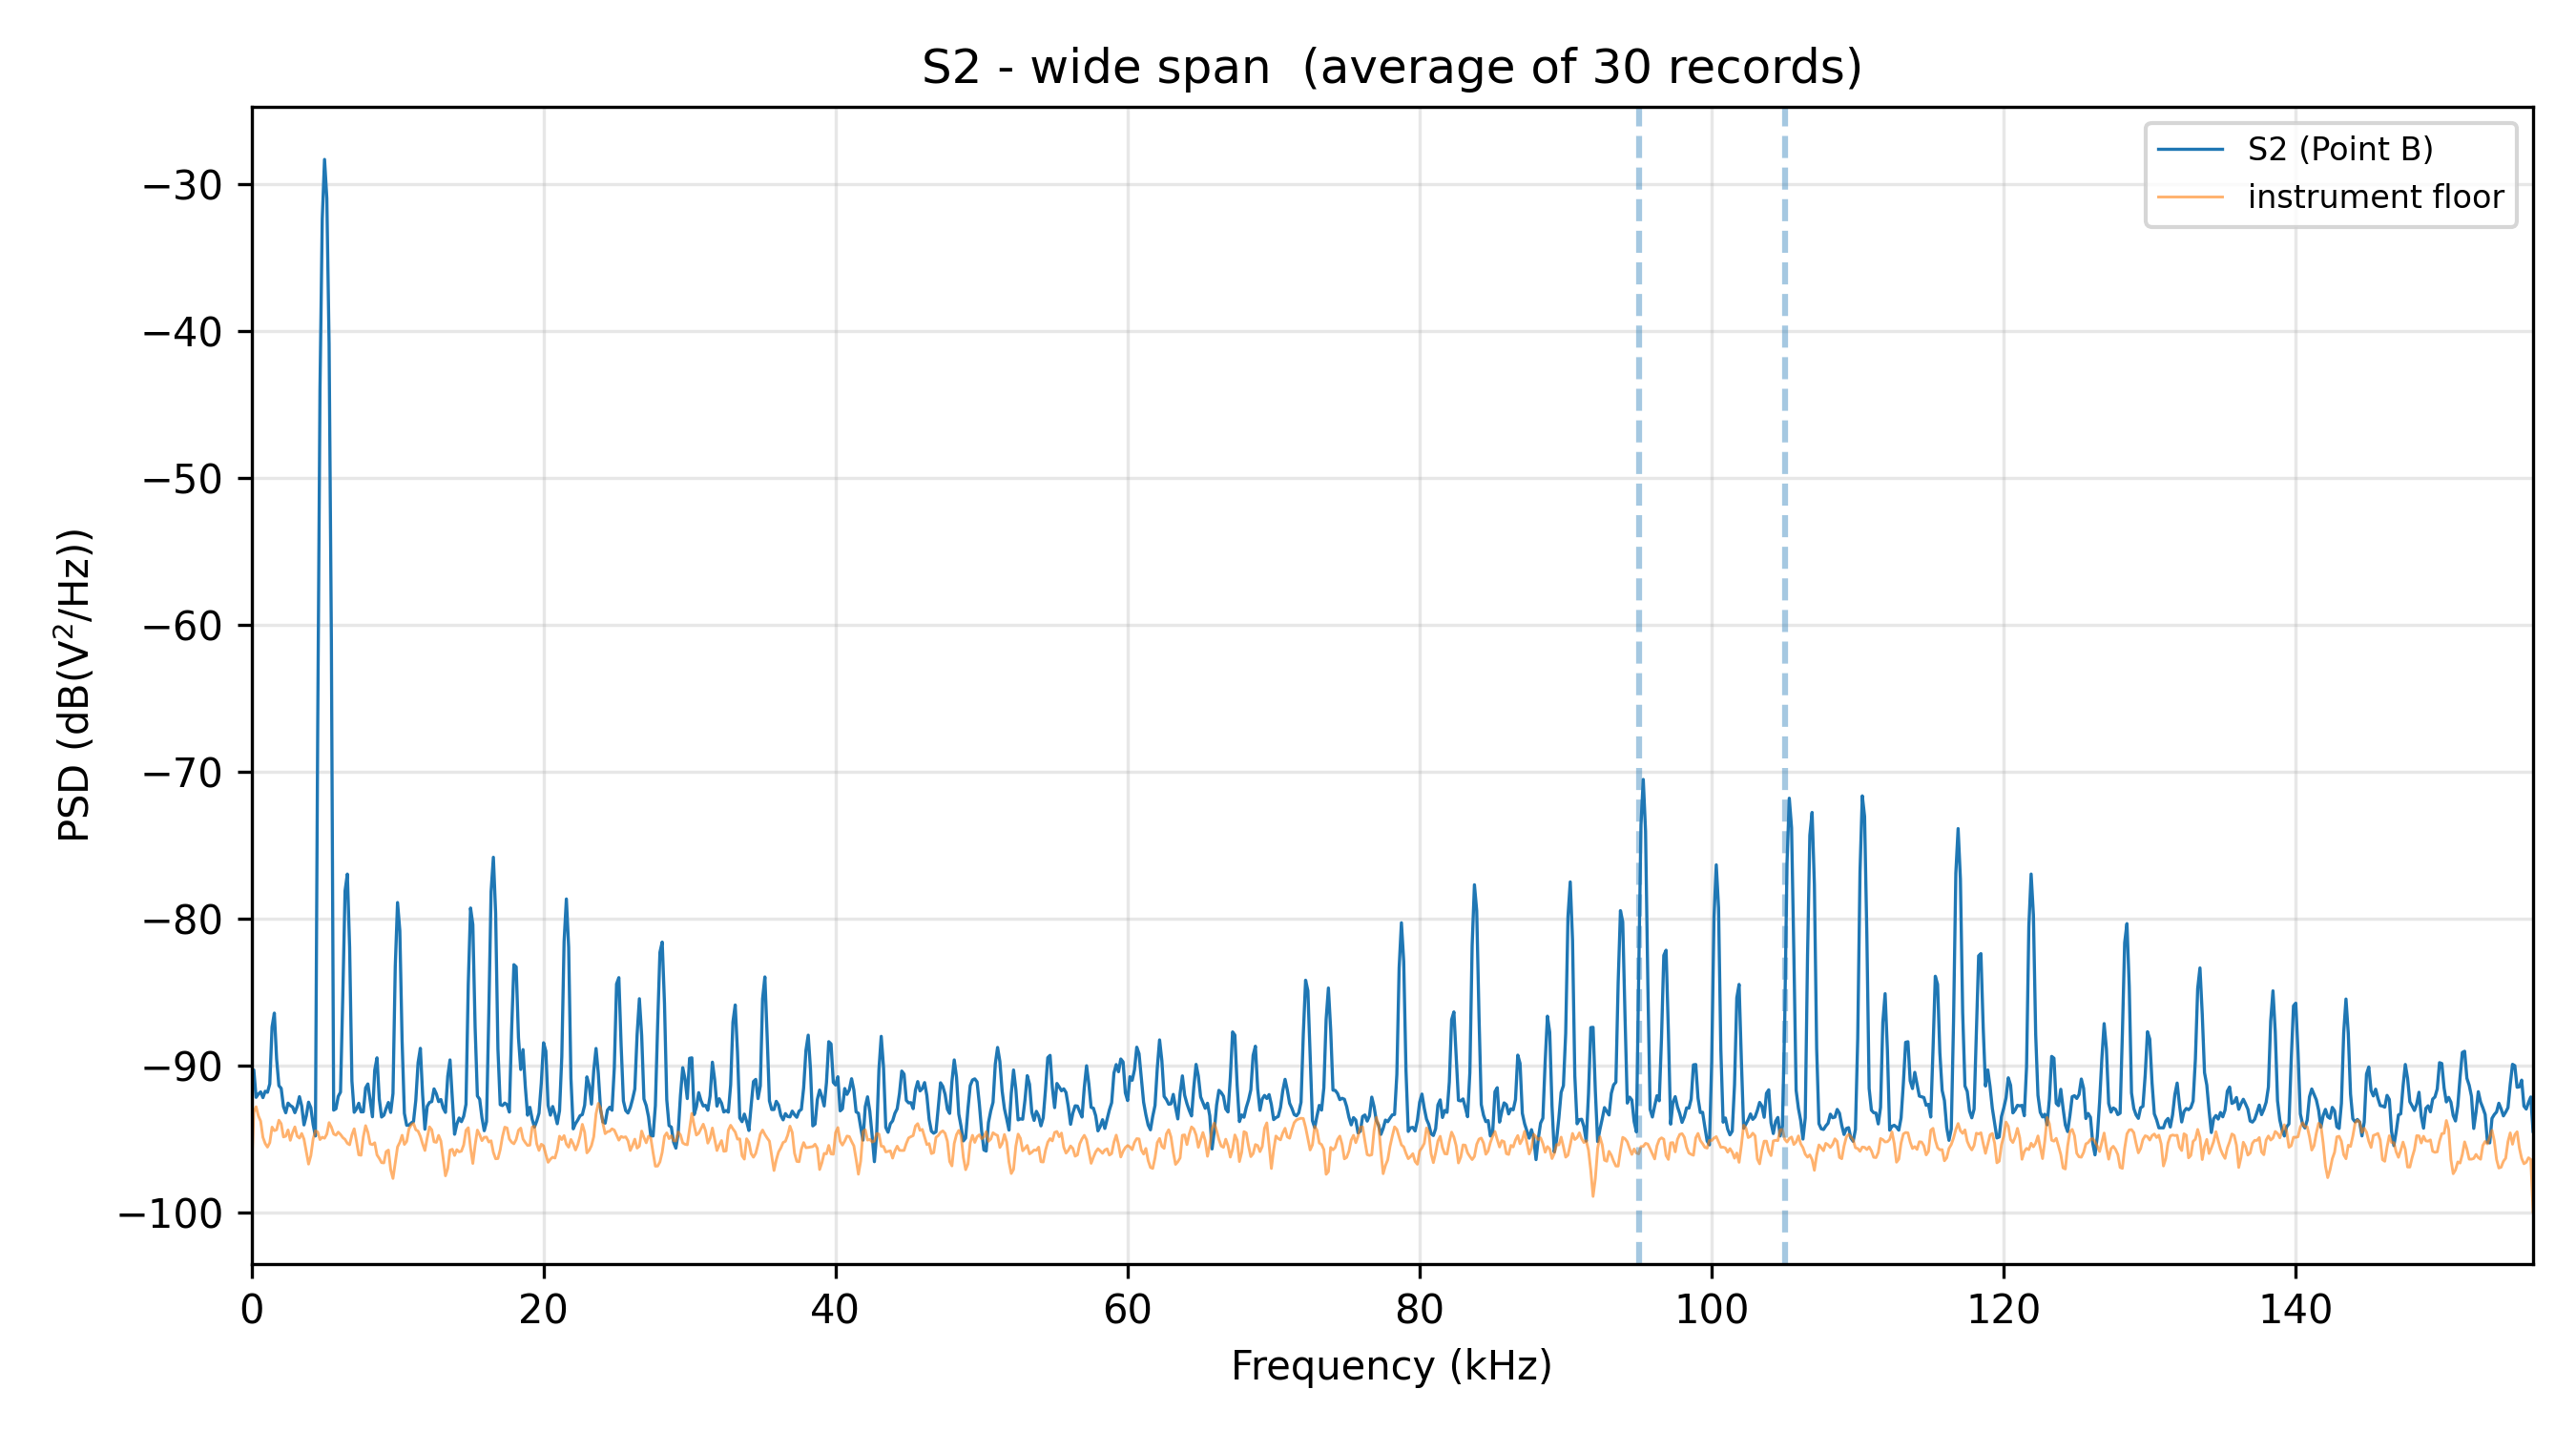 S2 - wide span  (average of 30 records)
S2 (Point B)
instrument floor
PSD (dB(V²/Hz))
−30
−40
−50
−60
−70
−80
−90
−100
0 20 40 60 80 100 120 140
Frequency (kHz)